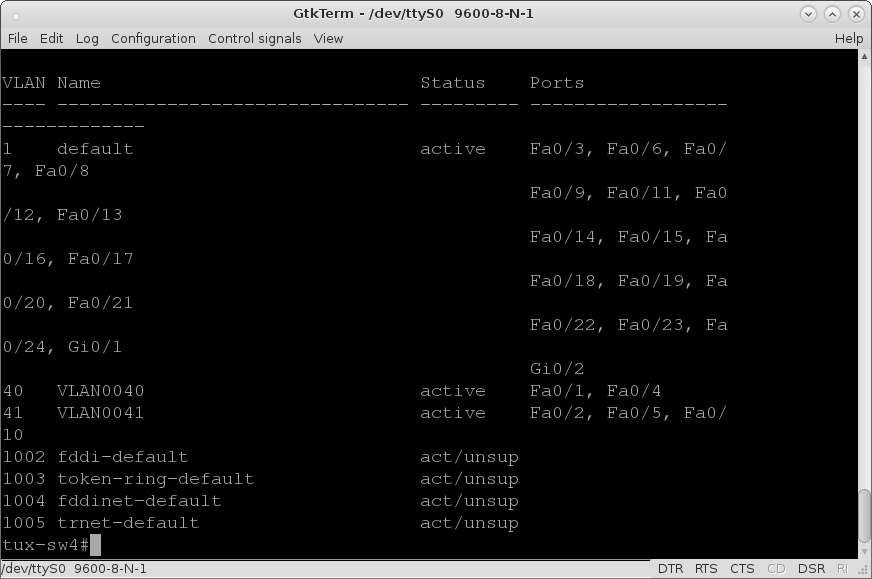 GtkTerm - /dev/ttyS0  9600-8-N-1
File Edit Log Configuration Control signals View Help
VLAN Name                             Status    Ports
---- -------------------------------- --------- ------------------
-------------
1    default                          active    Fa0/3, Fa0/6, Fa0/
7, Fa0/8
                                                Fa0/9, Fa0/11, Fa0
/12, Fa0/13
                                                Fa0/14, Fa0/15, Fa
0/16, Fa0/17
                                                Fa0/18, Fa0/19, Fa
0/20, Fa0/21
                                                Fa0/22, Fa0/23, Fa
0/24, Gi0/1
                                                Gi0/2
40   VLAN0040                         active    Fa0/1, Fa0/4
41   VLAN0041                         active    Fa0/2, Fa0/5, Fa0/
10
1002 fddi-default                     act/unsup
1003 token-ring-default               act/unsup
1004 fddinet-default                  act/unsup
1005 trnet-default                    act/unsup
tux-sw4#
/dev/ttyS0  9600-8-N-1 DTR RTS CTS CD DSR RI